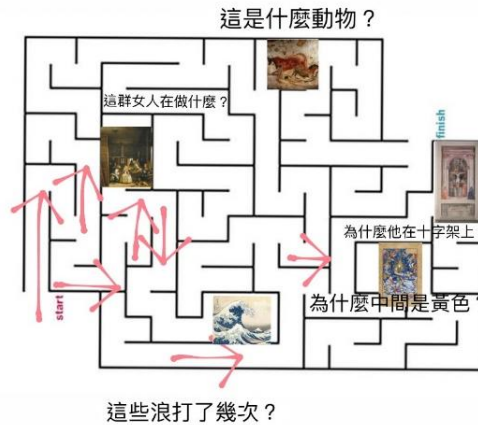 這是什麼動物？
這群女人在做什麼？
finish
為什麼他在十字架上
start
為什麼中間是黃色？
這些浪打了幾次？